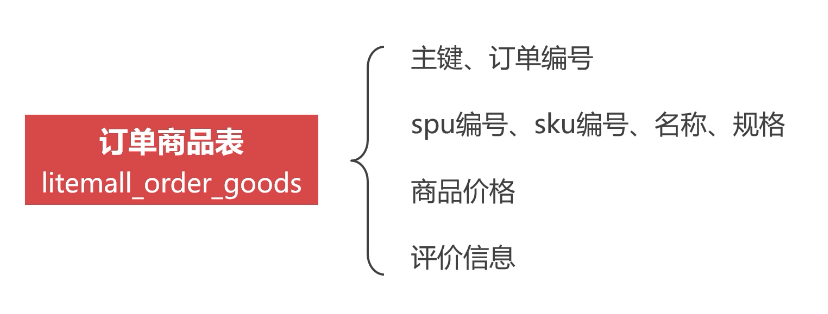 订单商品表
litemall_order_goods
主键、订单编号
spu编号、sku编号、名称、规格
商品价格
评价信息